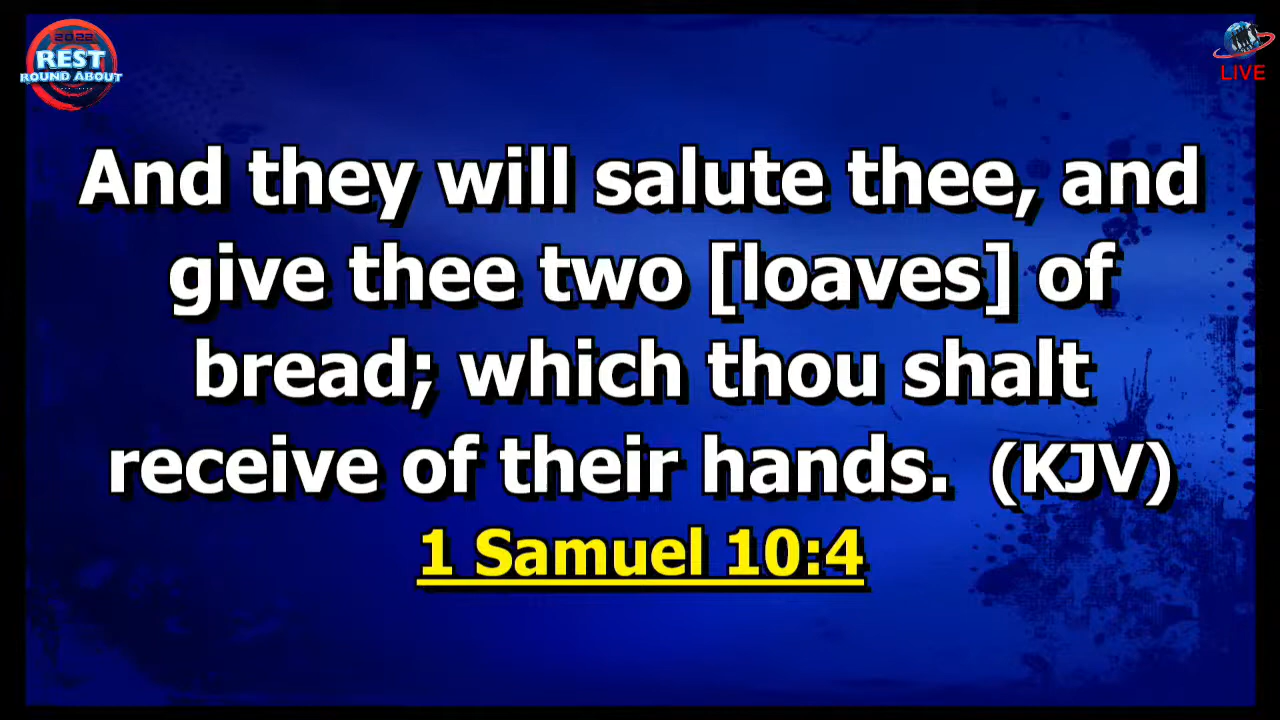 2022
REST
ROUND ABOUT
LIVE
And they will salute thee, and
give thee two [loaves] of
bread; which thou shalt
receive of their hands.  (KJV)
1 Samuel 10:4